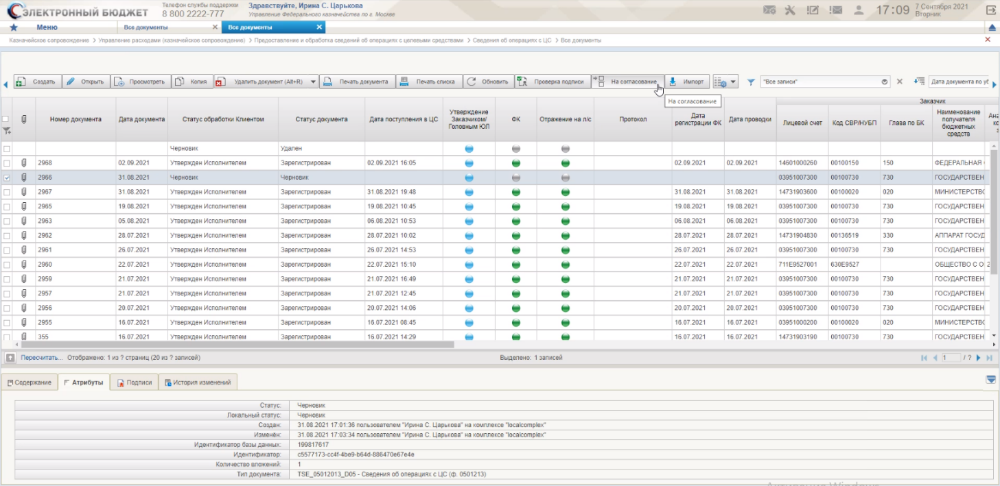 ЭЛЕКТРОННЫЙ БЮДЖЕТ
Телефон службы поддержки
8 800 2222-777
Здравствуйте, Ирина С. Царькова
Управление Федерального казначейства по г. Москве
17:09 7 Сентября 2021
Вторник
Меню Все документы Все документы
Казначейское сопровождение > Управление расходами (казначейское сопровождение) > Предоставление и обработка сведений об операциях с целевыми средствами > Сведения об операциях с ЦС > Все документы
Создать Открыть Просмотреть Копия Удалить документ (Alt+R) Печать документа Печать списка Обновить Проверка подписи На согласование Импорт "Все записи" Дата документа по уб
На согласование
Заказчик
Номер документа Дата документа Статус обработки Клиентом Статус документа Дата поступления в ЦС Утверждение Заказчиком/ Головным ЮЛ ФК Отражение на л/с Протокол Дата регистрации ФК Дата проводки Лицевой счет Код СВР/НУБП Глава по БК Наименование получателя бюджетных средств
Черновик Удален
2968 02.09.2021 Утвержден Исполнителем Зарегистрирован 02.09.2021 16:05 02.09.2021 02.09.2021 14601000260 00100150 150 ФЕДЕРАЛЬНАЯ
2966 31.08.2021 Черновик Черновик 03951007300 00100730 730 ГОСУДАРСТВЕН
2967 31.08.2021 Утвержден Исполнителем Зарегистрирован 31.08.2021 19:48 31.08.2021 31.08.2021 14731903600 00100020 020 МИНИСТЕРСТВО
2965 19.08.2021 Утвержден Исполнителем Зарегистрирован 19.08.2021 10:45 19.08.2021 19.08.2021 03951007300 00100730 730 ГОСУДАРСТВЕН
2963 05.08.2021 Утвержден Исполнителем Зарегистрирован 06.08.2021 10:53 06.08.2021 06.08.2021 03951007300 00100730 730 ГОСУДАРСТВЕН
2962 28.07.2021 Утвержден Исполнителем Зарегистрирован 28.07.2021 10:02 28.07.2021 28.07.2021 14731904830 00136519 330 АППАРАТ ГОСУД
2961 26.07.2021 Утвержден Исполнителем Зарегистрирован 26.07.2021 14:53 26.07.2021 26.07.2021 03951007300 00100730 730 ГОСУДАРСТВЕН
2960 22.07.2021 Утвержден Исполнителем Зарегистрирован 22.07.2021 15:10 22.07.2021 22.07.2021 711Е9527001 630Е9527 ОБЩЕСТВО С О 2
2959 21.07.2021 Утвержден Исполнителем Зарегистрирован 21.07.2021 16:49 21.07.2021 21.07.2021 03951007300 00100730 730 ГОСУДАРСТВЕН
2957 21.07.2021 Утвержден Исполнителем Зарегистрирован 21.07.2021 12:45 21.07.2021 21.07.2021 03951007300 00100730 730 ГОСУДАРСТВЕН
2956 20.07.2021 Утвержден Исполнителем Зарегистрирован 20.07.2021 14:06 20.07.2021 20.07.2021 03951007300 00100730 730 ГОСУДАРСТВЕН
2955 16.07.2021 Утвержден Исполнителем Зарегистрирован 16.07.2021 08:45 16.07.2021 16.07.2021 03951000200 00100020 020 МИНИСТЕРСТВО
355 16.07.2021 Утвержден Исполнителем Зарегистрирован 16.07.2021 14:29 16.07.2021 16.07.2021 14731903190 00100730 730 ГОСУДАРСТВЕН
Пересчитать... Отображено: 1 из ? страниц (20 из ? записей) Выделено: 1 записей 1 / ?
Содержание Атрибуты Подписи История изменений
Статус: Черновик
Локальный статус: Черновик
Создан: 31.08.2021 17:01:36 пользователем "Ирина С. Царькова" на комплексе "localcomplex"
Изменён: 31.08.2021 17:03:34 пользователем "Ирина С. Царькова" на комплексе "localcomplex"
Идентификатор базы данных: 199817617
Идентификатор: c5577173-cc4f-4be9-b64d-886470e67e4e
Количество вложений: 1
Тип документа: TSE_05012013_D05 - Сведения об операциях с ЦС (ф. 0501213)